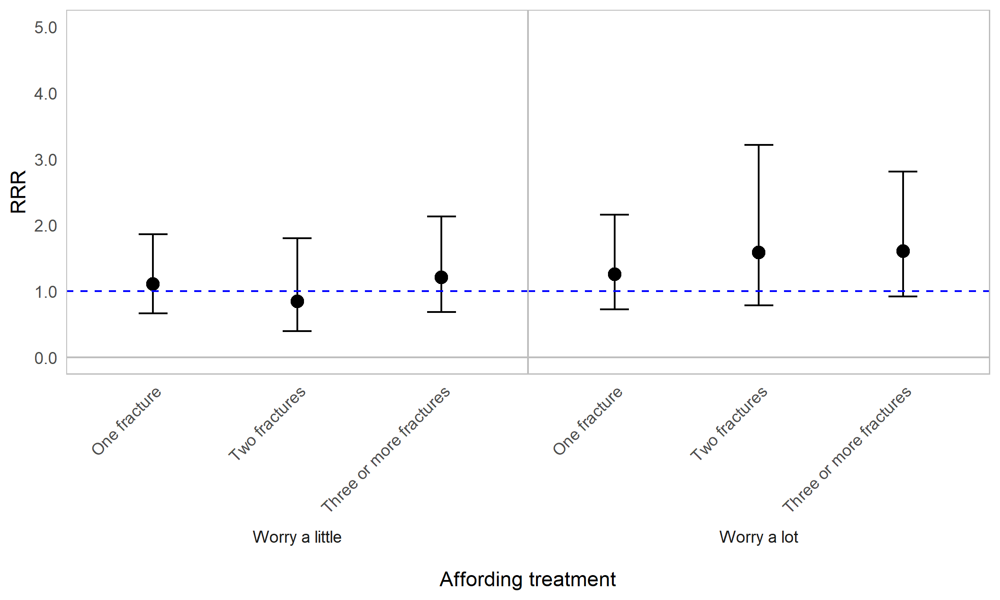 5.0
4.0
3.0
2.0
1.0
0.0
RRR
One fracture
Two fractures
Three or more fractures
One fracture
Two fractures
Three or more fractures
Worry a little
Worry a lot
Affording treatment